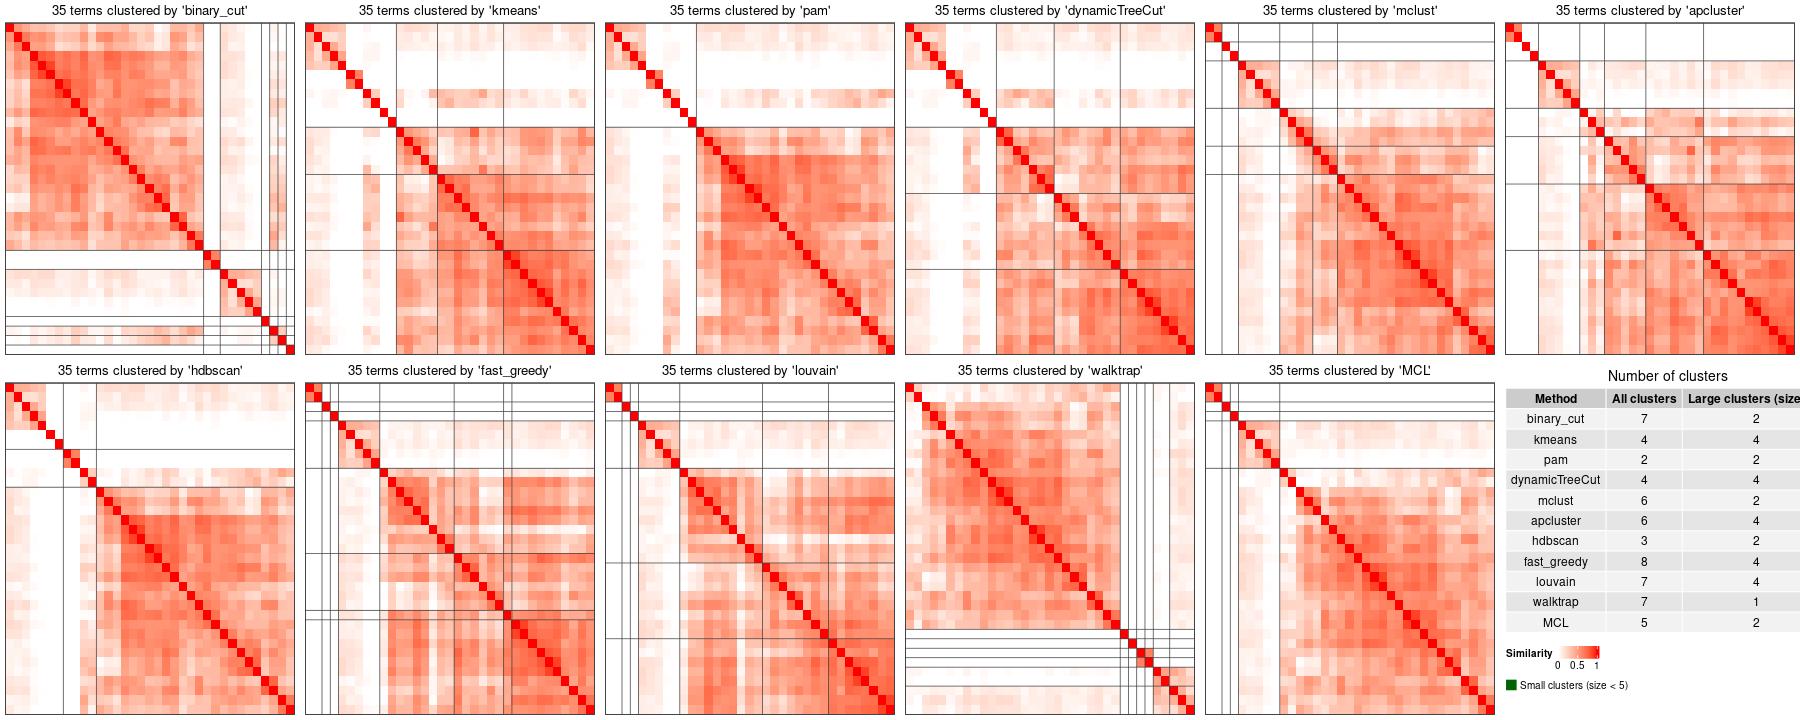 35 terms clustered by 'binary_cut'
35 terms clustered by 'kmeans'
35 terms clustered by 'pam'
35 terms clustered by 'dynamicTreeCut'
35 terms clustered by 'mclust'
35 terms clustered by 'apcluster'
35 terms clustered by 'hdbscan'
35 terms clustered by 'fast_greedy'
35 terms clustered by 'louvain'
35 terms clustered by 'walktrap'
35 terms clustered by 'MCL'
Number of clusters
Method All clusters Large clusters (size
binary_cut 7 2
kmeans 4 4
pam 2 2
dynamicTreeCut 4 4
mclust 6 2
apcluster 6 4
hdbscan 3 2
fast_greedy 8 4
louvain 7 4
walktrap 7 1
MCL 5 2
Similarity
0 0.5 1
Small clusters (size < 5)